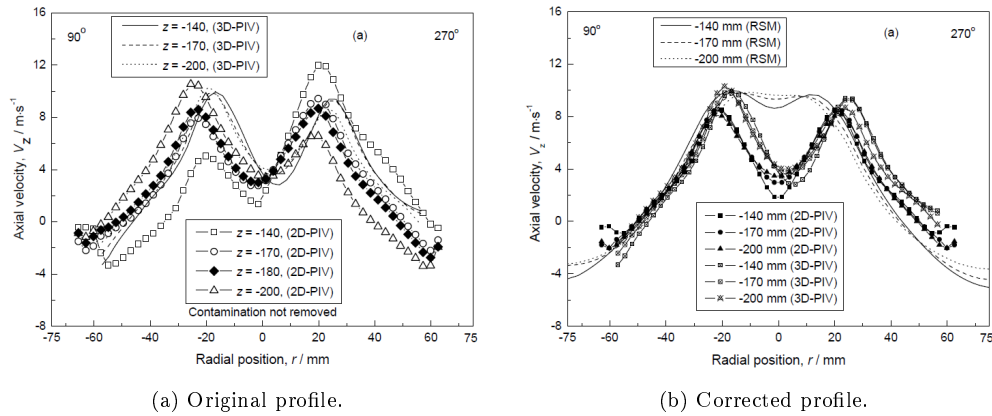 z = -140, (3D-PIV)
z = -170, (3D-PIV)
z = -200, (3D-PIV)
90°
(a)
270°
16
12
8
4
0
-4
-8
Axial velocity, Vz / m·s-1
z = -140, (2D-PIV)
z = -170, (2D-PIV)
z = -180, (2D-PIV)
z = -200, (2D-PIV)
Contamination not removed
-75 -60 -40 -20 0 20 40 60 75
Radial position, r / mm
(a) Original profile.
-140 mm (RSM)
-170 mm (RSM)
-200 mm (RSM)
90°
(a)
270°
16
12
8
4
0
-4
-8
Axial velocity, Vz / m·s-1
-140 mm (2D-PIV)
-170 mm (2D-PIV)
-200 mm (2D-PIV)
-140 mm (3D-PIV)
-170 mm (3D-PIV)
-200 mm (3D-PIV)
-75 -60 -40 -20 0 20 40 60 75
Radial position, r / mm
(b) Corrected profile.